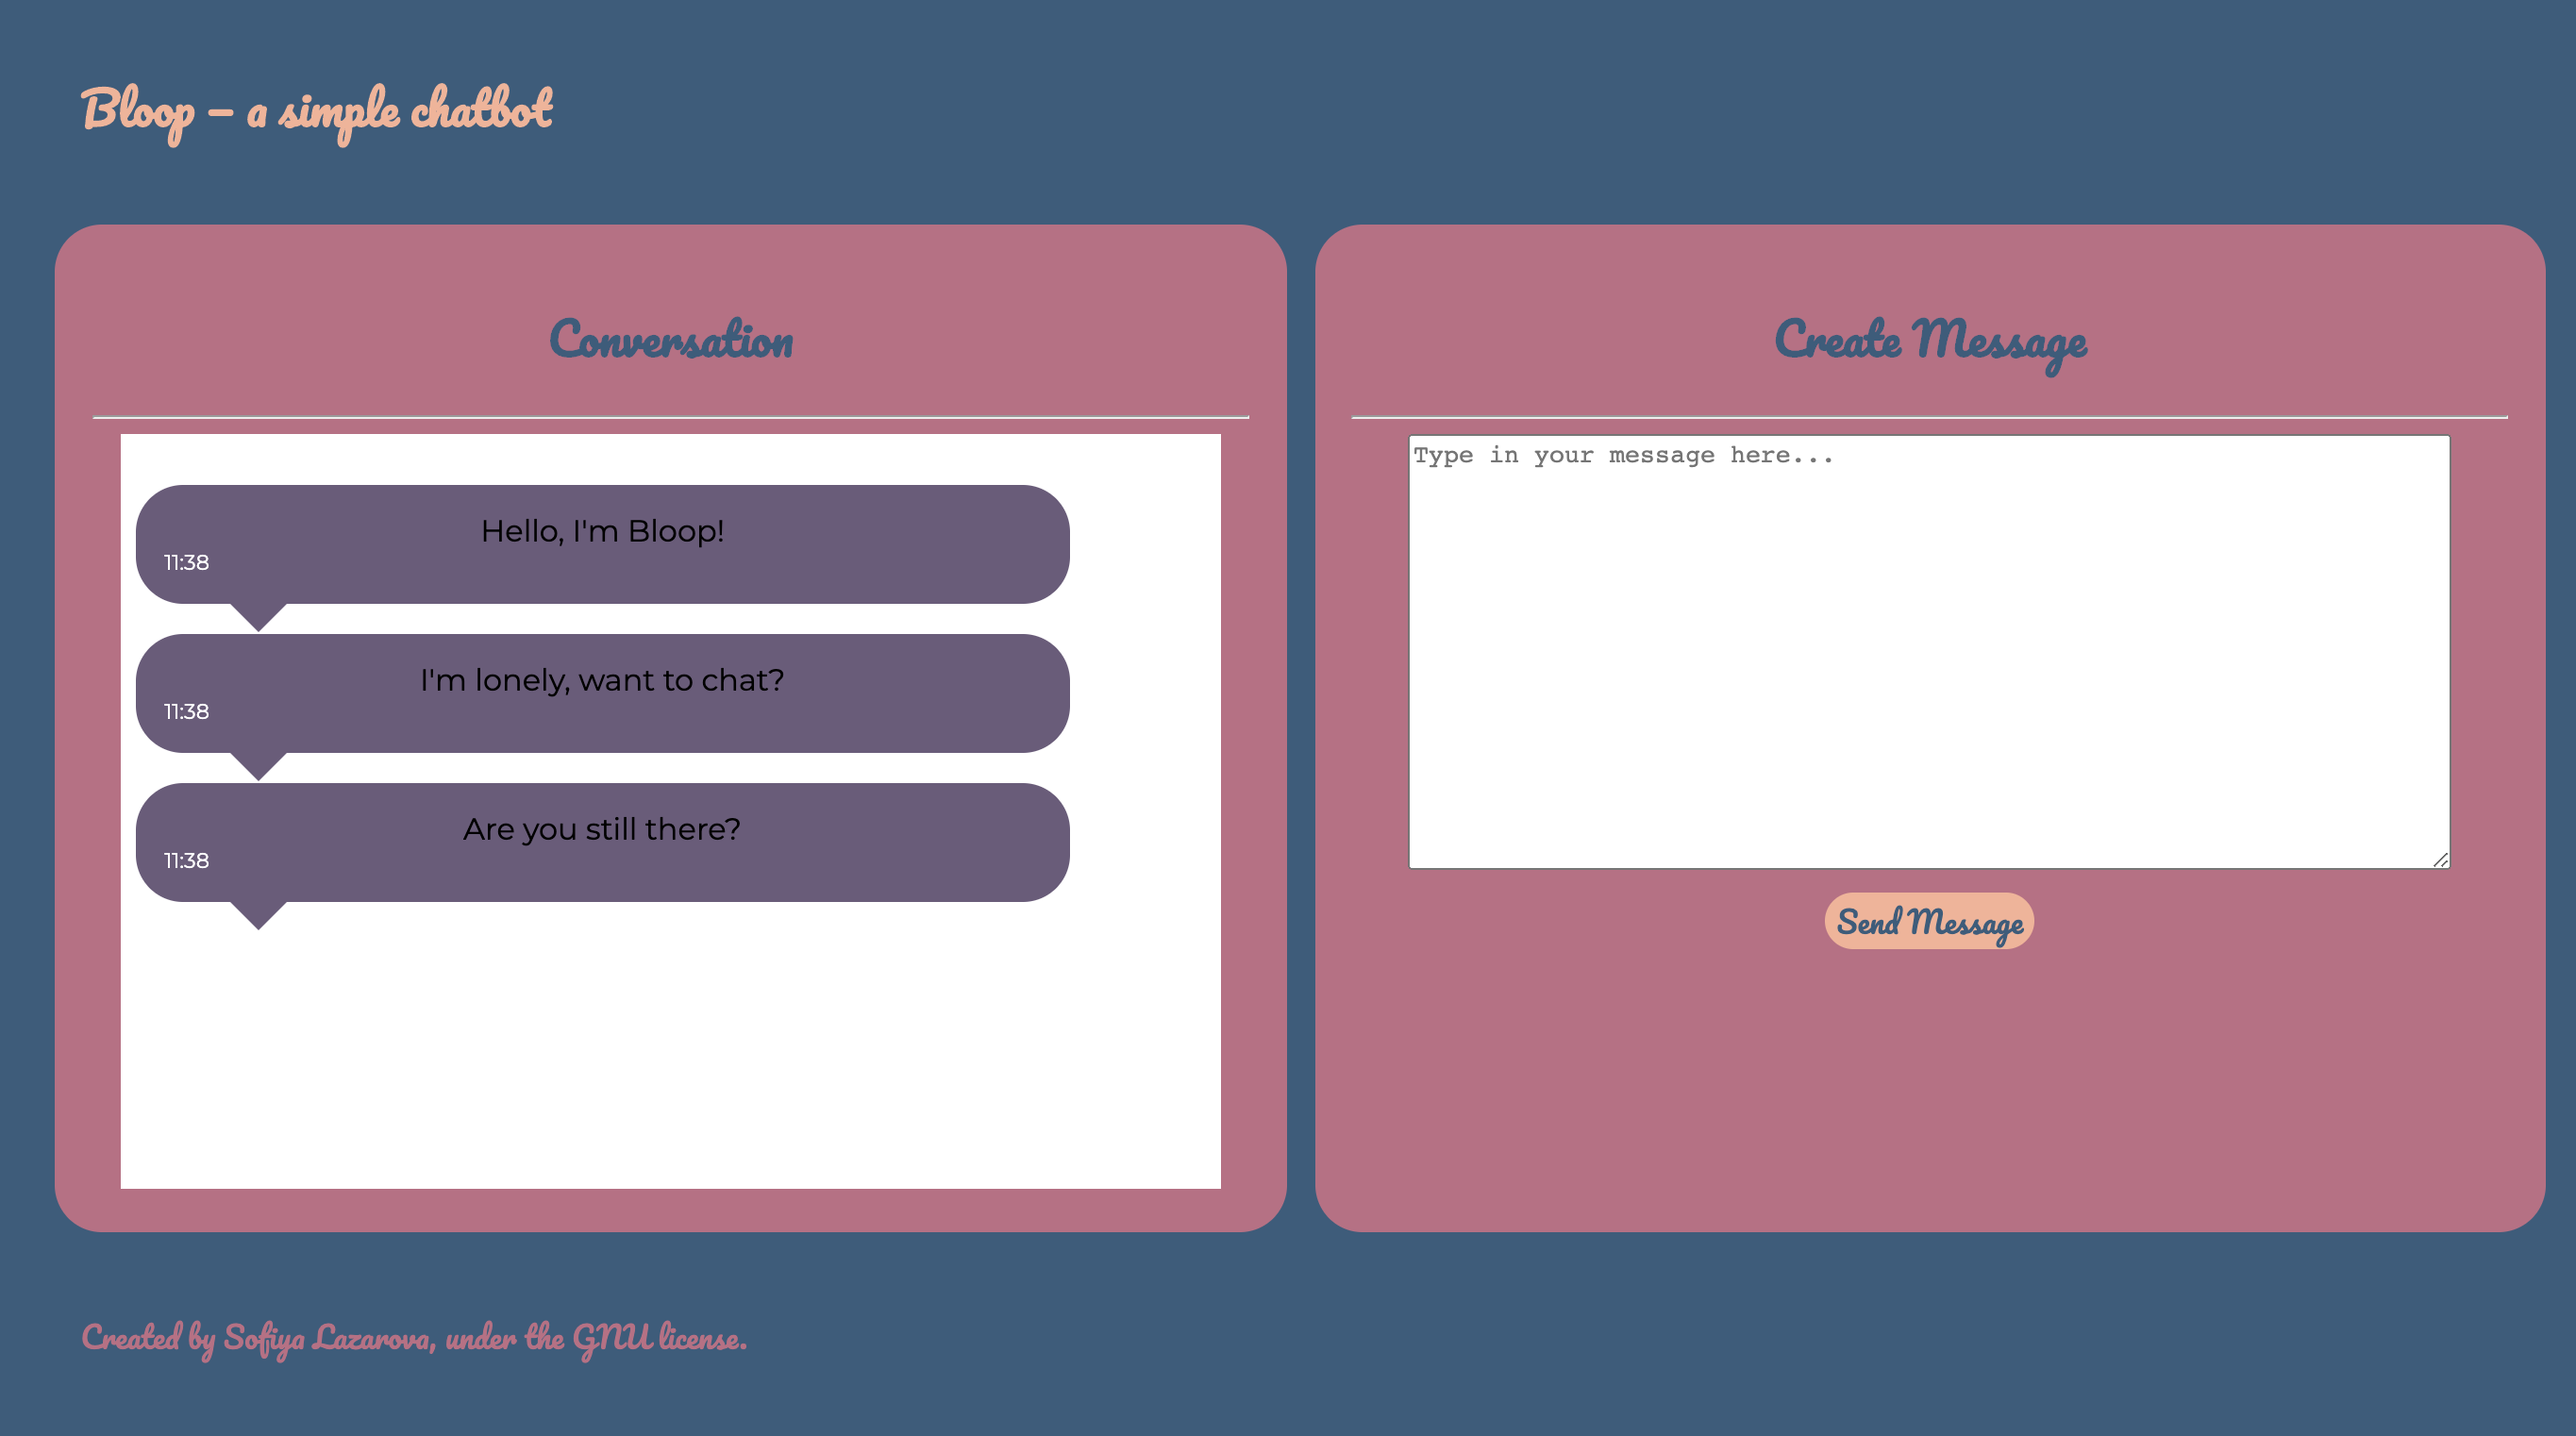 Bloop – a simple chatbot
Conversation
Hello, I'm Bloop!
11:38
I'm lonely, want to chat?
11:38
Are you still there?
11:38
Create Message
Type in your message here...
Send Message
Created by Sofiya Lazarova, under the GNU license.